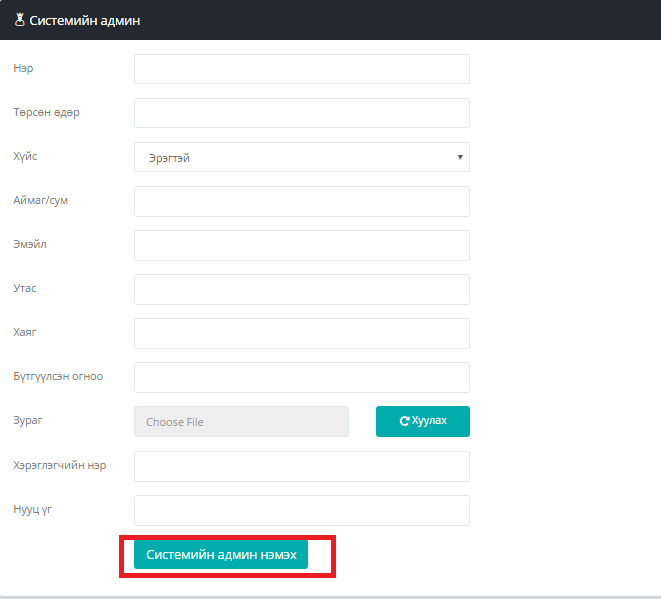 Системийн админ
Нэр
Төрсөн өдөр
Хүйс Эрэгтэй
Аймаг/сум
Эмэйл
Утас
Хаяг
Бүтгүүлсэн огноо
Зураг Choose File Хуулах
Хэрэглэгчийн нэр
Нууц үг
Системийн админ нэмэх